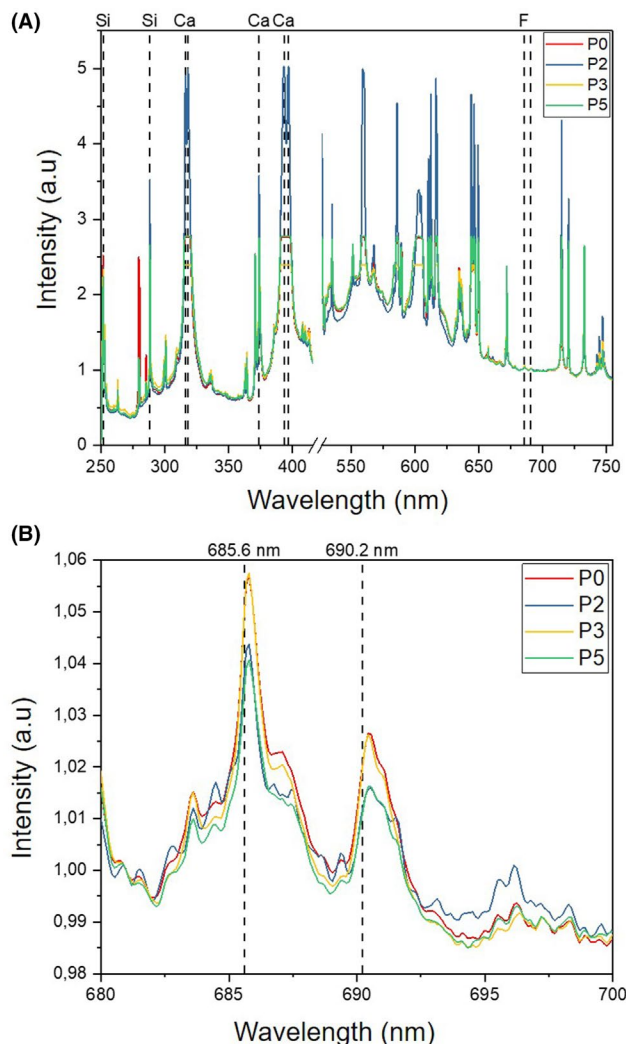 (A)
Si Si Ca Ca Ca F
P0
P2
P3
P5
Intensity (a.u)
5
4
3
2
1
0
250 300 350 400 550 600 650 700 750
Wavelength (nm)
(B)
685.6 nm 690.2 nm
P0
P2
P3
P5
Intensity (a.u)
1,06
1,05
1,04
1,03
1,02
1,01
1,00
0,99
0,98
680 685 690 695 700
Wavelength (nm)